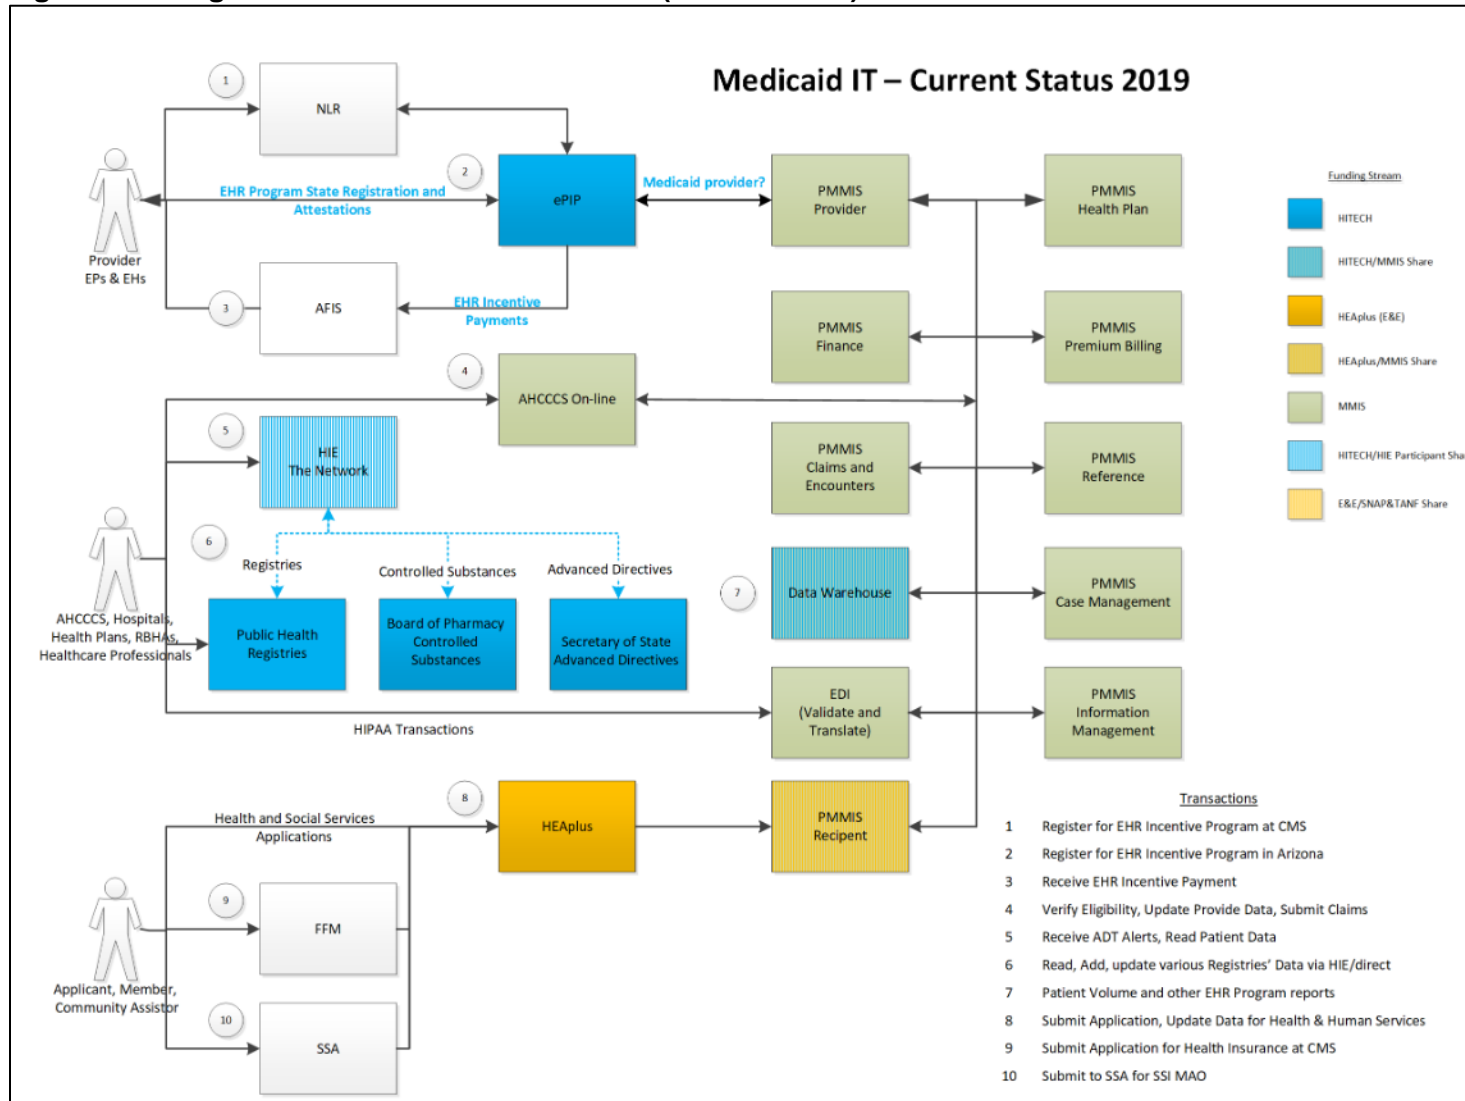 Medicaid IT – Current Status 2019
1
NLR
2
EHR Program State Registration and
Attestations
ePIP
Medicaid provider?
PMMIS
Provider
PMMIS
Health Plan
Provider
EPs & EHs
3
AFIS
EHR Incentive
Payments
PMMIS
Finance
PMMIS
Premium Billing
4
AHCCCS On-line
5
HIE
The Network
PMMIS
Claims and
Encounters
PMMIS
Reference
6
Registries
Controlled Substances
Advanced Directives
7
Data Warehouse
PMMIS
Case Management
AHCCCS, Hospitals,
Health Plans, RBHAs,
Healthcare Professionals
Public Health
Registries
Board of Pharmacy
Controlled
Substances
Secretary of State
Advanced Directives
HIPAA Transactions
EDI
(Validate and
Translate)
PMMIS
Information
Management
8
Health and Social Services
Applications
HEAplus
PMMIS
Recipent
9
FFM
Applicant, Member,
Community Assistor
10
SSA
Funding Stream
HITECH
HITECH/MMIS Share
HEAplus (E&E)
HEAplus/MMIS Share
MMIS
HITECH/HIE Participant Sha
E&E/SNAP&TANF Share
Transactions
1 Register for EHR Incentive Program at CMS
2 Register for EHR Incentive Program in Arizona
3 Receive EHR Incentive Payment
4 Verify Eligibility, Update Provide Data, Submit Claims
5 Receive ADT Alerts, Read Patient Data
6 Read, Add, update various Registries’ Data via HIE/direct
7 Patient Volume and other EHR Program reports
8 Submit Application, Update Data for Health & Human Services
9 Submit Application for Health Insurance at CMS
10 Submit to SSA for SSI MAO